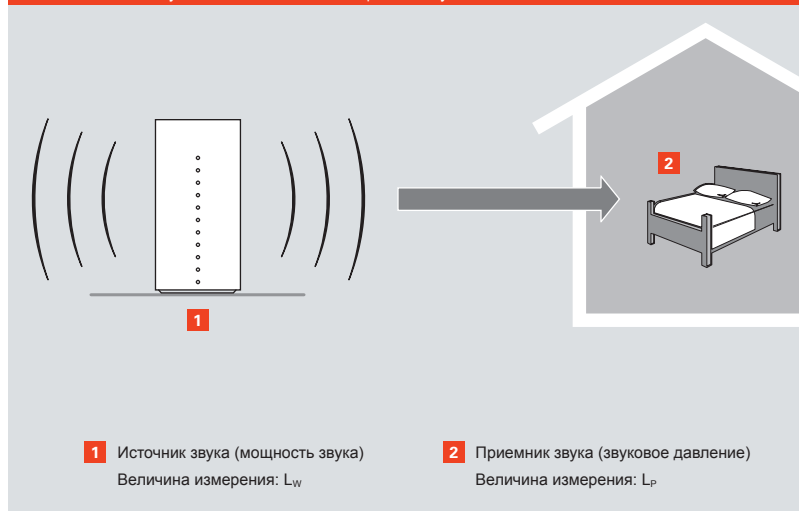 2
1
1 Источник звука (мощность звука)
Величина измерения: LW
2 Приемник звука (звуковое давление)
Величина измерения: LP